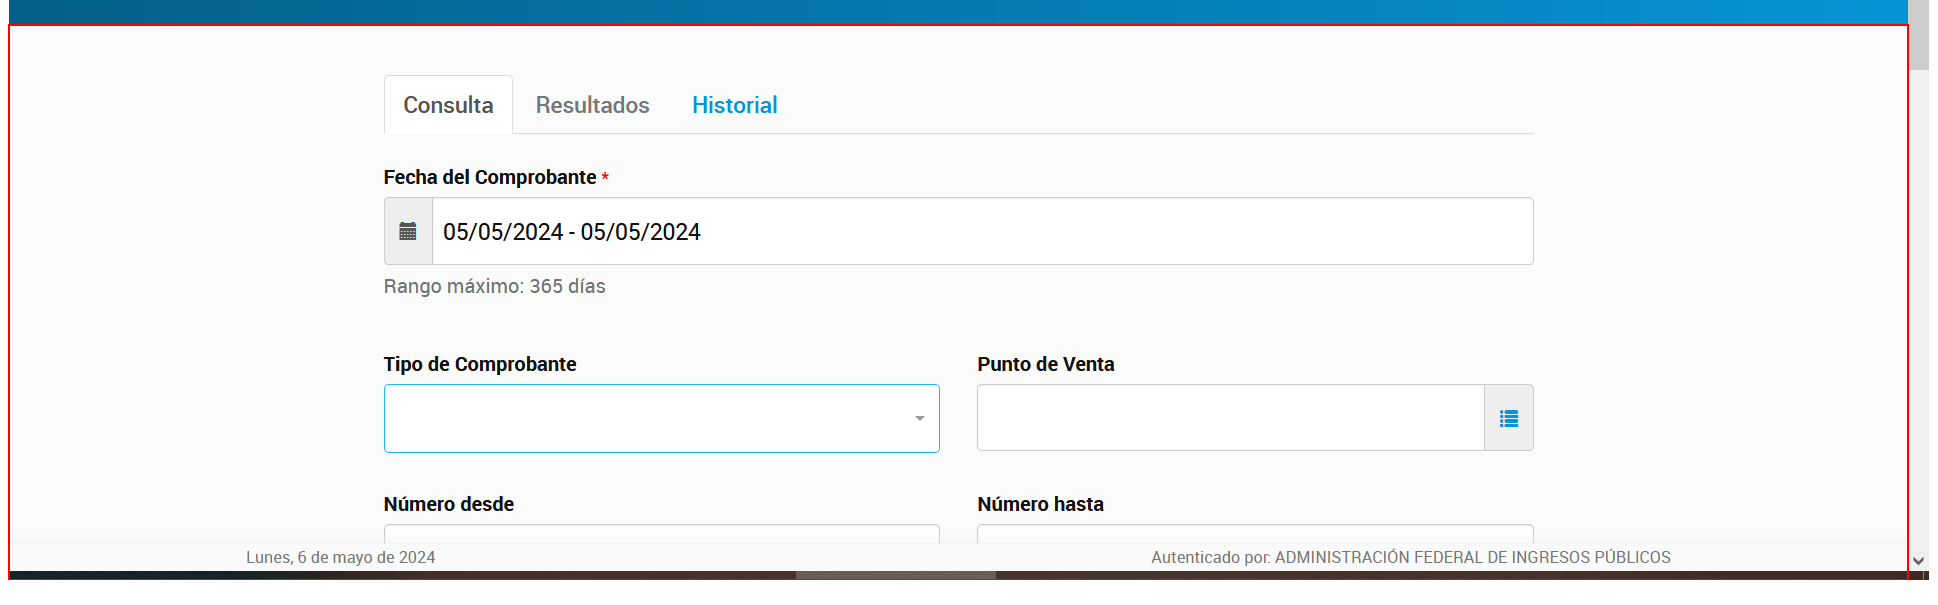 Consulta Resultados Historial
Fecha del Comprobante *
05/05/2024 - 05/05/2024
Rango máximo: 365 días
Tipo de Comprobante Punto de Venta
Número desde Número hasta
Lunes, 6 de mayo de 2024 Autenticado por: ADMINISTRACIÓN FEDERAL DE INGRESOS PÚBLICOS